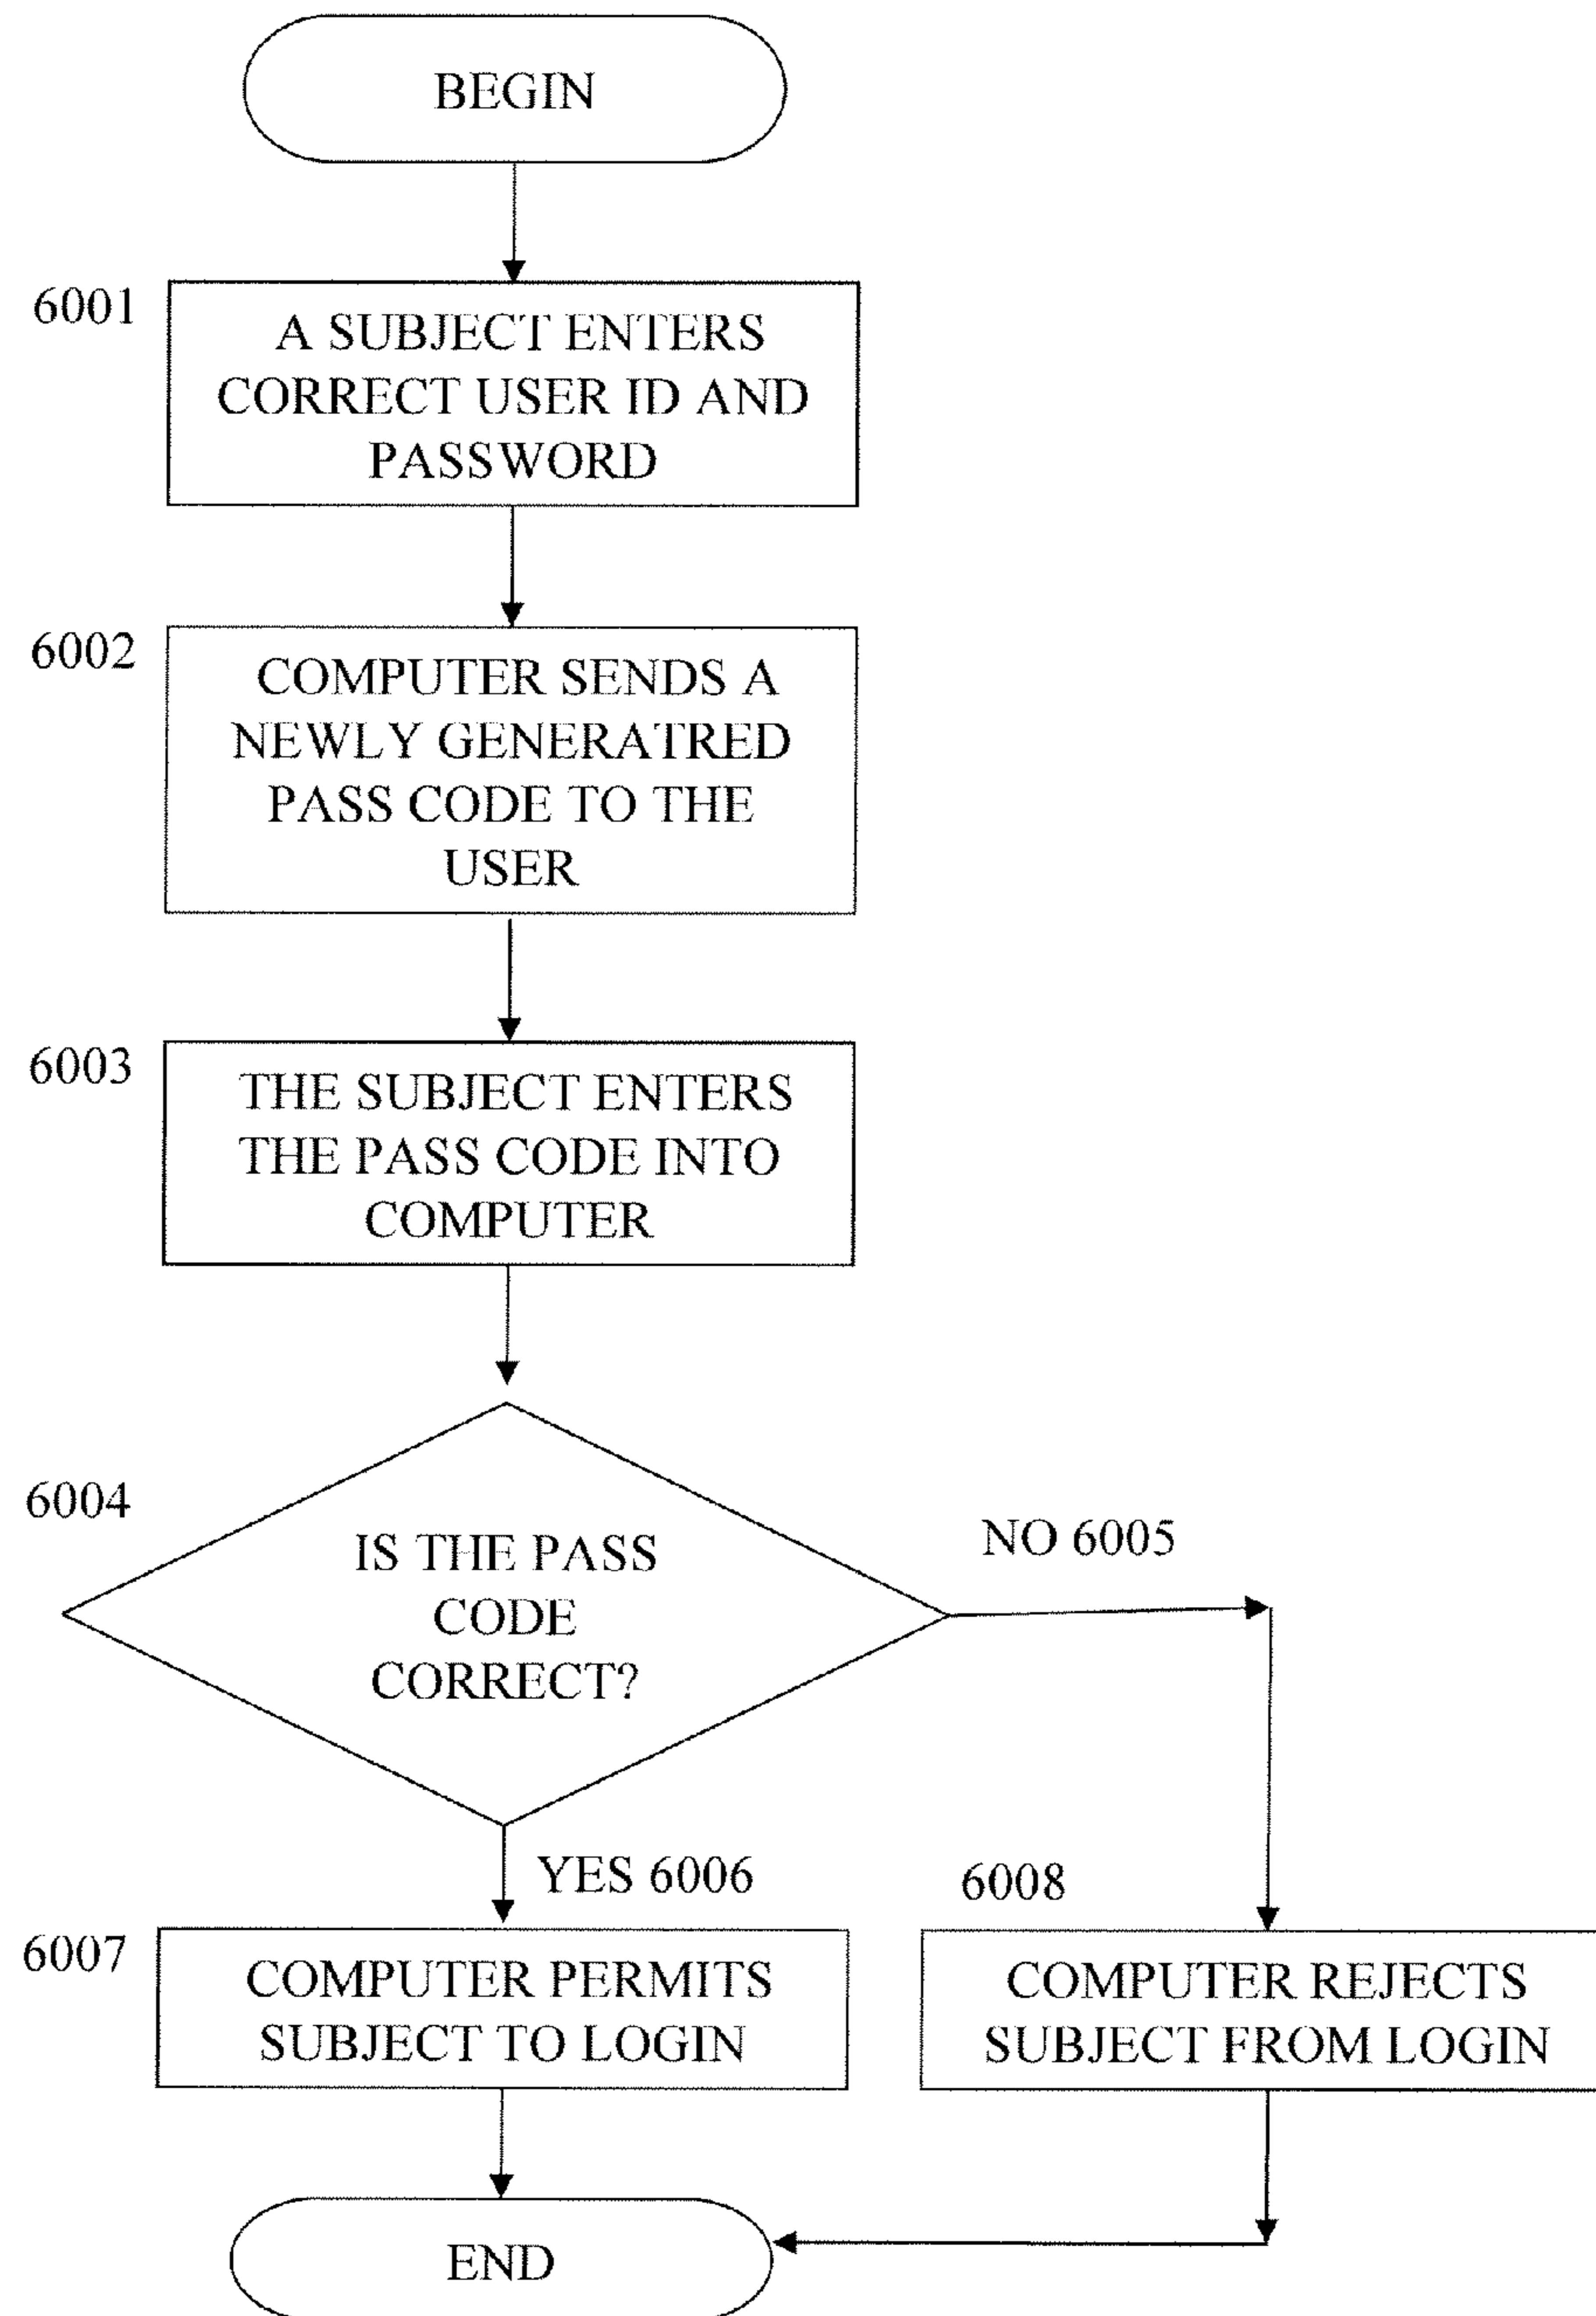 BEGIN
6001
A SUBJECT ENTERS
CORRECT USER ID AND
PASSWORD
6002
COMPUTER SENDS A
NEWLY GENERATRED
PASS CODE TO THE
USER
6003
THE SUBJECT ENTERS
THE PASS CODE INTO
COMPUTER
6004
IS THE PASS
CODE
CORRECT?
NO 6005
YES 6006
6007
COMPUTER PERMITS
SUBJECT TO LOGIN
6008
COMPUTER REJECTS
SUBJECT FROM LOGIN
END